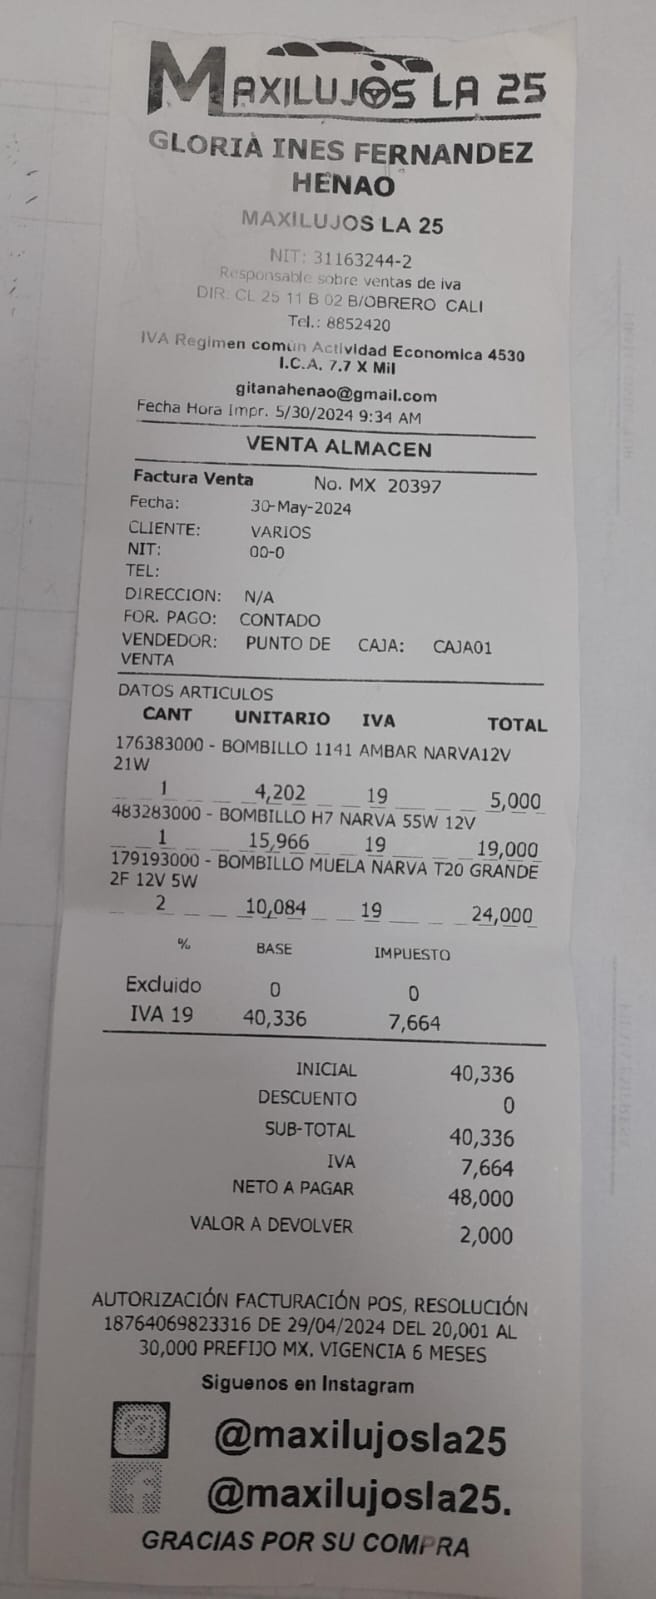 MAXILUJOS LA 25
GLORIA INES FERNANDEZ
HENAO
MAXILUJOS LA 25
NIT: 31163244-2
Responsable sobre ventas de iva
DIR: CL 25 11 B 02 B/OBRERO CALI
Tel.: 8852420
IVA Regimen comun Actividad Economica 4530
I.C.A. 7.7 X Mil
gitanahenao@gmail.com
Fecha Hora Impr. 5/30/2024 9:34 AM
VENTA ALMACEN
Factura Venta No. MX 20397
Fecha: 30-May-2024
CLIENTE: VARIOS
NIT: 00-0
TEL:
DIRECCION: N/A
FOR. PAGO: CONTADO
VENDEDOR: PUNTO DE CAJA: CAJA01
VENTA
DATOS ARTICULOS
CANT UNITARIO IVA TOTAL
176383000 - BOMBILLO 1141 AMBAR NARVA12V
21W
1 4,202 19 5,000
483283000 - BOMBILLO H7 NARVA 55W 12V
1 15,966 19 19,000
179193000 - BOMBILLO MUELA NARVA T20 GRANDE
2F 12V 5W
2 10,084 19 24,000
% BASE IMPUESTO
Excluido 0 0
IVA 19 40,336 7,664
INICIAL 40,336
DESCUENTO 0
SUB-TOTAL 40,336
IVA 7,664
NETO A PAGAR 48,000
VALOR A DEVOLVER 2,000
AUTORIZACIÓN FACTURACIÓN POS, RESOLUCIÓN
18764069823316 DE 29/04/2024 DEL 20,001 AL
30,000 PREFIJO MX. VIGENCIA 6 MESES
Siguenos en Instagram
@maxilujosla25
@maxilujosla25.
GRACIAS POR SU COMPRA